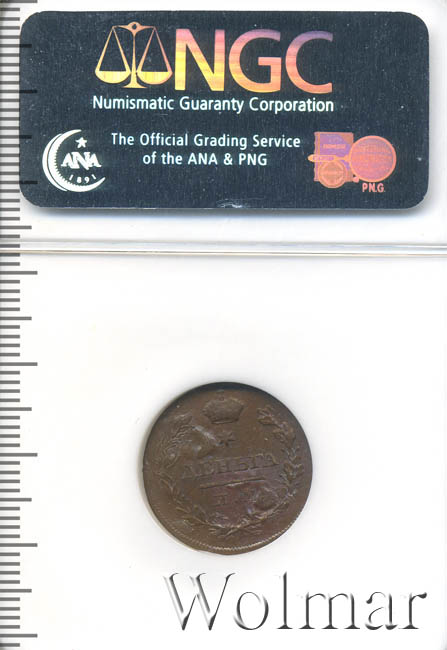 NGC
Numismatic Guaranty Corporation
The Official Grading Service
of the ANA & PNG
ANA
1891
P.N.G.
ДЕНЬГА
Wolmar